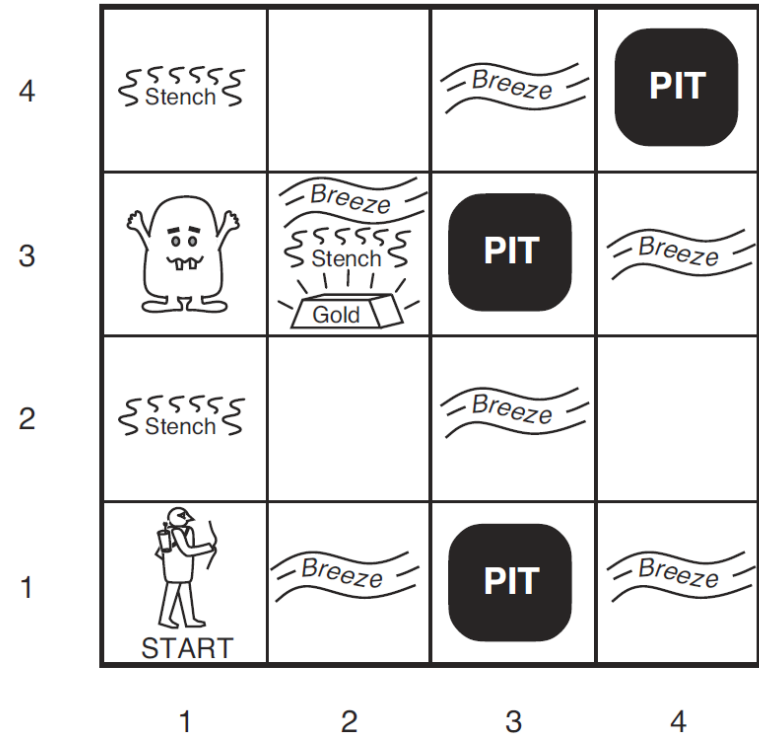 4
Stench
Breeze
PIT
3
Breeze
Stench
Gold
PIT
Breeze
2
Stench
Breeze
1
START
Breeze
PIT
Breeze
1 2 3 4